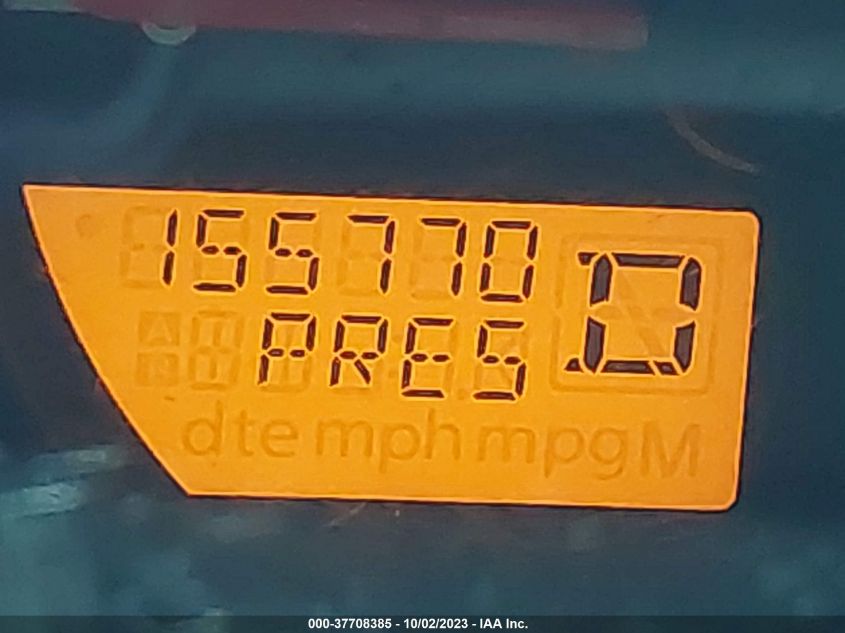 155770 D
PRES
dte mph mpg M
000-37708385 - 10/02/2023 - IAA Inc.